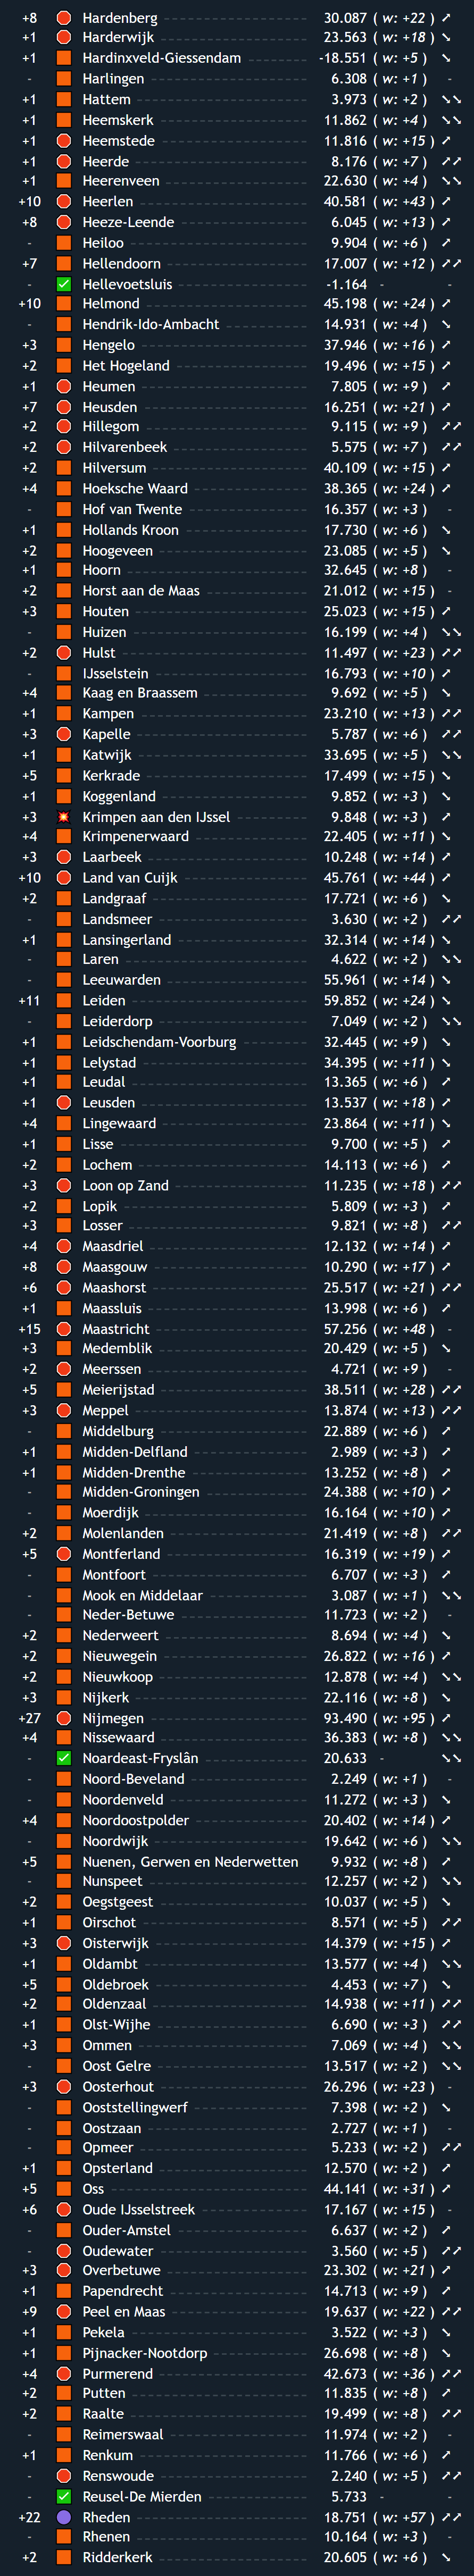 +8 Hardenberg 30.087 ( w: +22 )
+1 Harderwijk 23.563 ( w: +18 )
+1 Hardinxveld-Giessendam -18.551 ( w: +5 )
- Harlingen 6.308 ( w: +1 ) -
+1 Hattem 3.973 ( w: +2 )
+1 Heemskerk 11.862 ( w: +4 )
+1 Heemstede 11.816 ( w: +15 )
+1 Heerde 8.176 ( w: +7 )
+1 Heerenveen 22.630 ( w: +4 )
+10 Heerlen 40.581 ( w: +43 )
+8 Heeze-Leende 6.045 ( w: +13 )
- Heiloo 9.904 ( w: +6 )
+7 Hellendoorn 17.007 ( w: +12 )
- Hellevoetsluis -1.164 - -
+10 Helmond 45.198 ( w: +24 )
- Hendrik-Ido-Ambacht 14.931 ( w: +4 )
+3 Hengelo 37.946 ( w: +16 )
+2 Het Hogeland 19.496 ( w: +15 )
+1 Heumen 7.805 ( w: +9 )
+7 Heusden 16.251 ( w: +21 )
+2 Hillegom 9.115 ( w: +9 )
+2 Hilvarenbeek 5.575 ( w: +7 )
+2 Hilversum 40.109 ( w: +15 )
+4 Hoeksche Waard 38.365 ( w: +24 )
- Hof van Twente 16.357 ( w: +3 ) -
+1 Hollands Kroon 17.730 ( w: +6 )
+2 Hoogeveen 23.085 ( w: +5 )
+1 Hoorn 32.645 ( w: +8 ) -
+2 Horst aan de Maas 21.012 ( w: +15 ) -
+3 Houten 25.023 ( w: +15 )
- Huizen 16.199 ( w: +4 )
+2 Hulst 11.497 ( w: +23 )
- IJsselstein 16.793 ( w: +10 )
+4 Kaag en Braassem 9.692 ( w: +5 )
+1 Kampen 23.210 ( w: +13 )
+3 Kapelle 5.787 ( w: +6 )
+1 Katwijk 33.695 ( w: +5 )
+5 Kerkrade 17.499 ( w: +15 )
+1 Koggenland 9.852 ( w: +3 )
+3 Krimpen aan den IJssel 9.848 ( w: +3 )
+4 Krimpenerwaard 22.405 ( w: +11 )
+3 Laarbeek 10.248 ( w: +14 )
+10 Land van Cuijk 45.761 ( w: +44 )
+2 Landgraaf 17.721 ( w: +6 )
- Landsmeer 3.630 ( w: +2 )
+1 Lansingerland 32.314 ( w: +14 )
- Laren 4.622 ( w: +2 )
- Leeuwarden 55.961 ( w: +14 )
+11 Leiden 59.852 ( w: +24 )
- Leiderdorp 7.049 ( w: +2 )
+1 Leidschendam-Voorburg 32.445 ( w: +9 )
+1 Lelystad 34.395 ( w: +11 )
+1 Leudal 13.365 ( w: +6 )
+1 Leusden 13.537 ( w: +18 )
+4 Lingewaard 23.864 ( w: +11 )
+1 Lisse 9.700 ( w: +5 )
+2 Lochem 14.113 ( w: +6 )
+3 Loon op Zand 11.235 ( w: +18 )
+2 Lopik 5.809 ( w: +3 )
+3 Losser 9.821 ( w: +8 )
+4 Maasdriel 12.132 ( w: +14 )
+8 Maasgouw 10.290 ( w: +17 )
+6 Maashorst 25.517 ( w: +21 )
+1 Maassluis 13.998 ( w: +6 )
+15 Maastricht 57.256 ( w: +48 ) -
+3 Medemblik 20.429 ( w: +5 )
+2 Meerssen 4.721 ( w: +9 ) -
+5 Meierijstad 38.511 ( w: +28 )
+3 Meppel 13.874 ( w: +13 )
- Middelburg 22.889 ( w: +6 )
+1 Midden-Delfland 2.989 ( w: +3 )
+1 Midden-Drenthe 13.252 ( w: +8 )
- Midden-Groningen 24.388 ( w: +10 )
- Moerdijk 16.164 ( w: +10 )
+2 Molenlanden 21.419 ( w: +8 )
+5 Montferland 16.319 ( w: +19 )
- Montfoort 6.707 ( w: +3 )
- Mook en Middelaar 3.087 ( w: +1 )
- Neder-Betuwe 11.723 ( w: +2 ) -
+2 Nederweert 8.694 ( w: +4 )
+2 Nieuwegein 26.822 ( w: +16 )
+2 Nieuwkoop 12.878 ( w: +4 )
+3 Nijkerk 22.116 ( w: +8 )
+27 Nijmegen 93.490 ( w: +95 )
+4 Nissewaard 36.383 ( w: +8 )
- Noardeast-Fryslân 20.633 -
- Noord-Beveland 2.249 ( w: +1 ) -
- Noordenveld 11.272 ( w: +3 )
+4 Noordoostpolder 20.402 ( w: +14 )
- Noordwijk 19.642 ( w: +6 )
+5 Nuenen, Gerwen en Nederwetten 9.932 ( w: +8 )
- Nunspeet 12.257 ( w: +2 )
+2 Oegstgeest 10.037 ( w: +5 )
+1 Oirschot 8.571 ( w: +5 )
+3 Oisterwijk 14.379 ( w: +15 )
+1 Oldambt 13.577 ( w: +4 )
+5 Oldebroek 4.453 ( w: +7 )
+2 Oldenzaal 14.938 ( w: +11 )
+1 Olst-Wijhe 6.690 ( w: +3 )
+3 Ommen 7.069 ( w: +4 )
- Oost Gelre 13.517 ( w: +2 )
+3 Oosterhout 26.296 ( w: +23 ) -
- Ooststellingwerf 7.398 ( w: +2 )
- Oostzaan 2.727 ( w: +1 ) -
- Opmeer 5.233 ( w: +2 )
+1 Opsterland 12.570 ( w: +2 )
+5 Oss 44.141 ( w: +31 )
+6 Oude IJsselstreek 17.167 ( w: +15 ) -
- Ouder-Amstel 6.637 ( w: +2 )
- Oudewater 3.560 ( w: +5 )
+3 Overbetuwe 23.302 ( w: +21 )
+1 Papendrecht 14.713 ( w: +9 )
+9 Peel en Maas 19.637 ( w: +22 )
+1 Pekela 3.522 ( w: +3 )
+1 Pijnacker-Nootdorp 26.698 ( w: +8 )
+4 Purmerend 42.673 ( w: +36 )
+2 Putten 11.835 ( w: +8 )
+2 Raalte 19.499 ( w: +8 )
- Reimerswaal 11.974 ( w: +2 ) -
+1 Renkum 11.766 ( w: +6 )
- Renswoude 2.240 ( w: +5 )
- Reusel-De Mierden 5.733 - -
+22 Rheden 18.751 ( w: +57 )
- Rhenen 10.164 ( w: +3 ) -
+2 Ridderkerk 20.605 ( w: +6 )